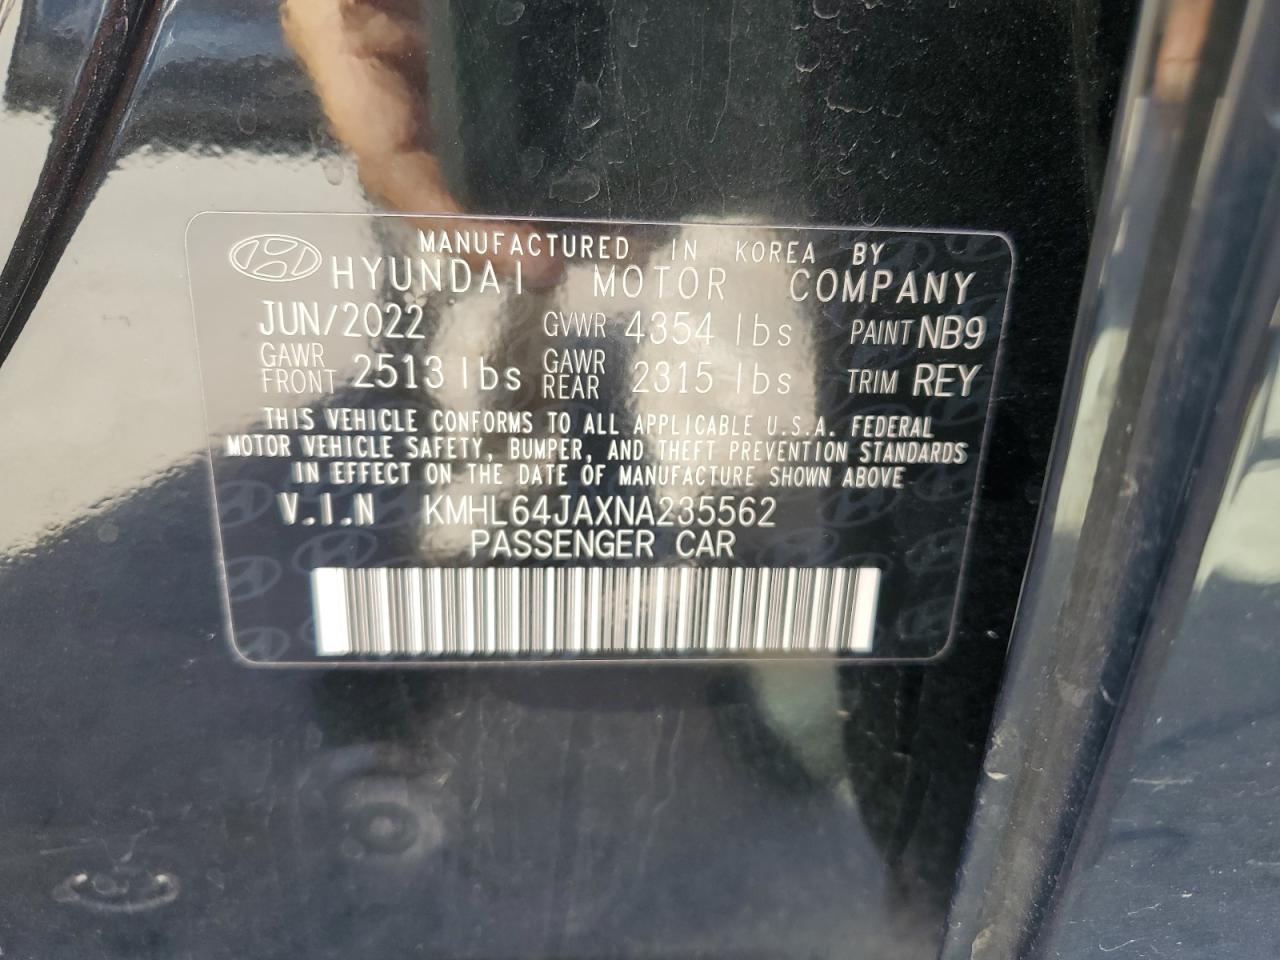 MANUFACTURED IN KOREA BY
HYUNDAI MOTOR COMPANY
JUN/2022 GVWR 4354 lbs PAINT NB9
GAWR FRONT 2513 lbs GAWR REAR 2315 lbs TRIM REY
THIS VEHICLE CONFORMS TO ALL APPLICABLE U.S.A. FEDERAL
MOTOR VEHICLE SAFETY, BUMPER, AND THEFT PREVENTION STANDARDS
IN EFFECT ON THE DATE OF MANUFACTURE SHOWN ABOVE
V.I.N KMHL64JAXNA235562
PASSENGER CAR